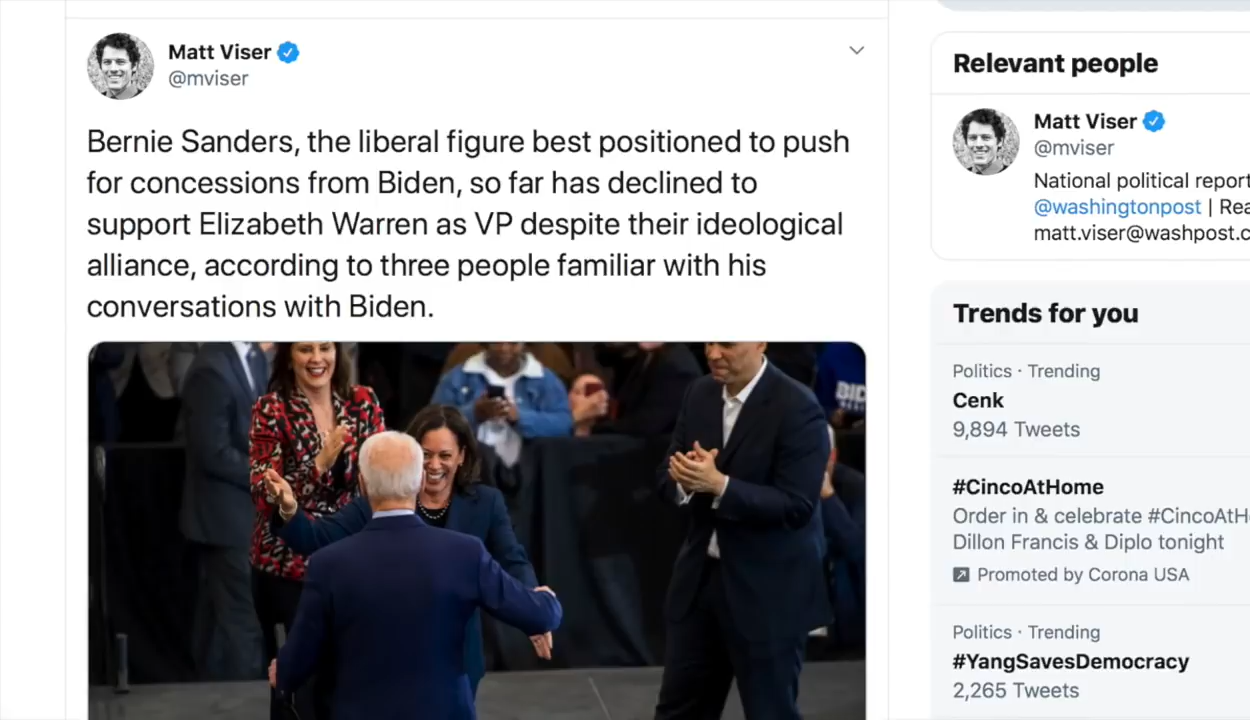 Matt Viser
@mviser
Bernie Sanders, the liberal figure best positioned to push
for concessions from Biden, so far has declined to
support Elizabeth Warren as VP despite their ideological
alliance, according to three people familiar with his
conversations with Biden.
BID
Relevant people
Matt Viser
@mviser
National political report
@washingtonpost | Rea
matt.viser@washpost.c
Trends for you
Politics · Trending
Cenk
9,894 Tweets
#CincoAtHome
Order in & celebrate #CincoAtH
Dillon Francis & Diplo tonight
Promoted by Corona USA
Politics · Trending
#YangSavesDemocracy
2,265 Tweets